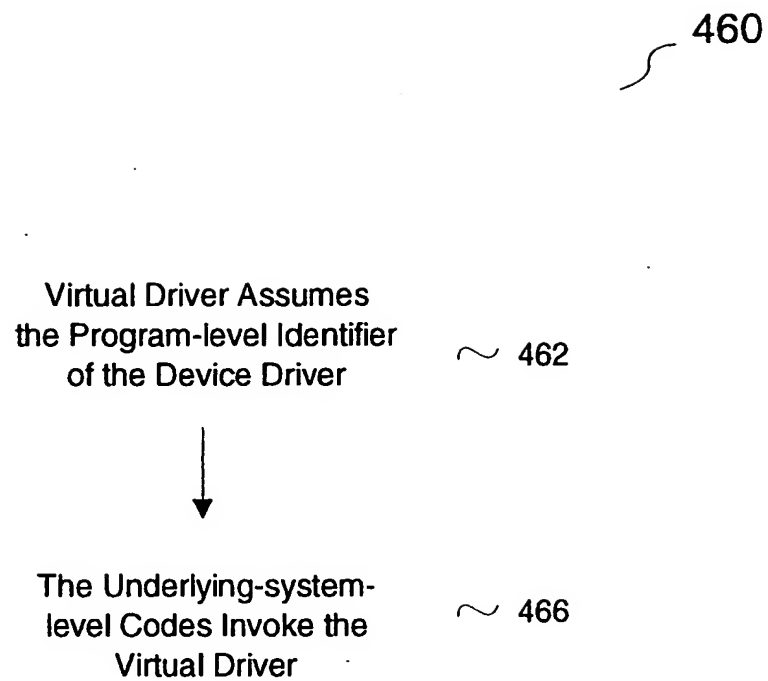 460
Virtual Driver Assumes
the Program-level Identifier
of the Device Driver
462
The Underlying-system-
level Codes Invoke the
Virtual Driver
466